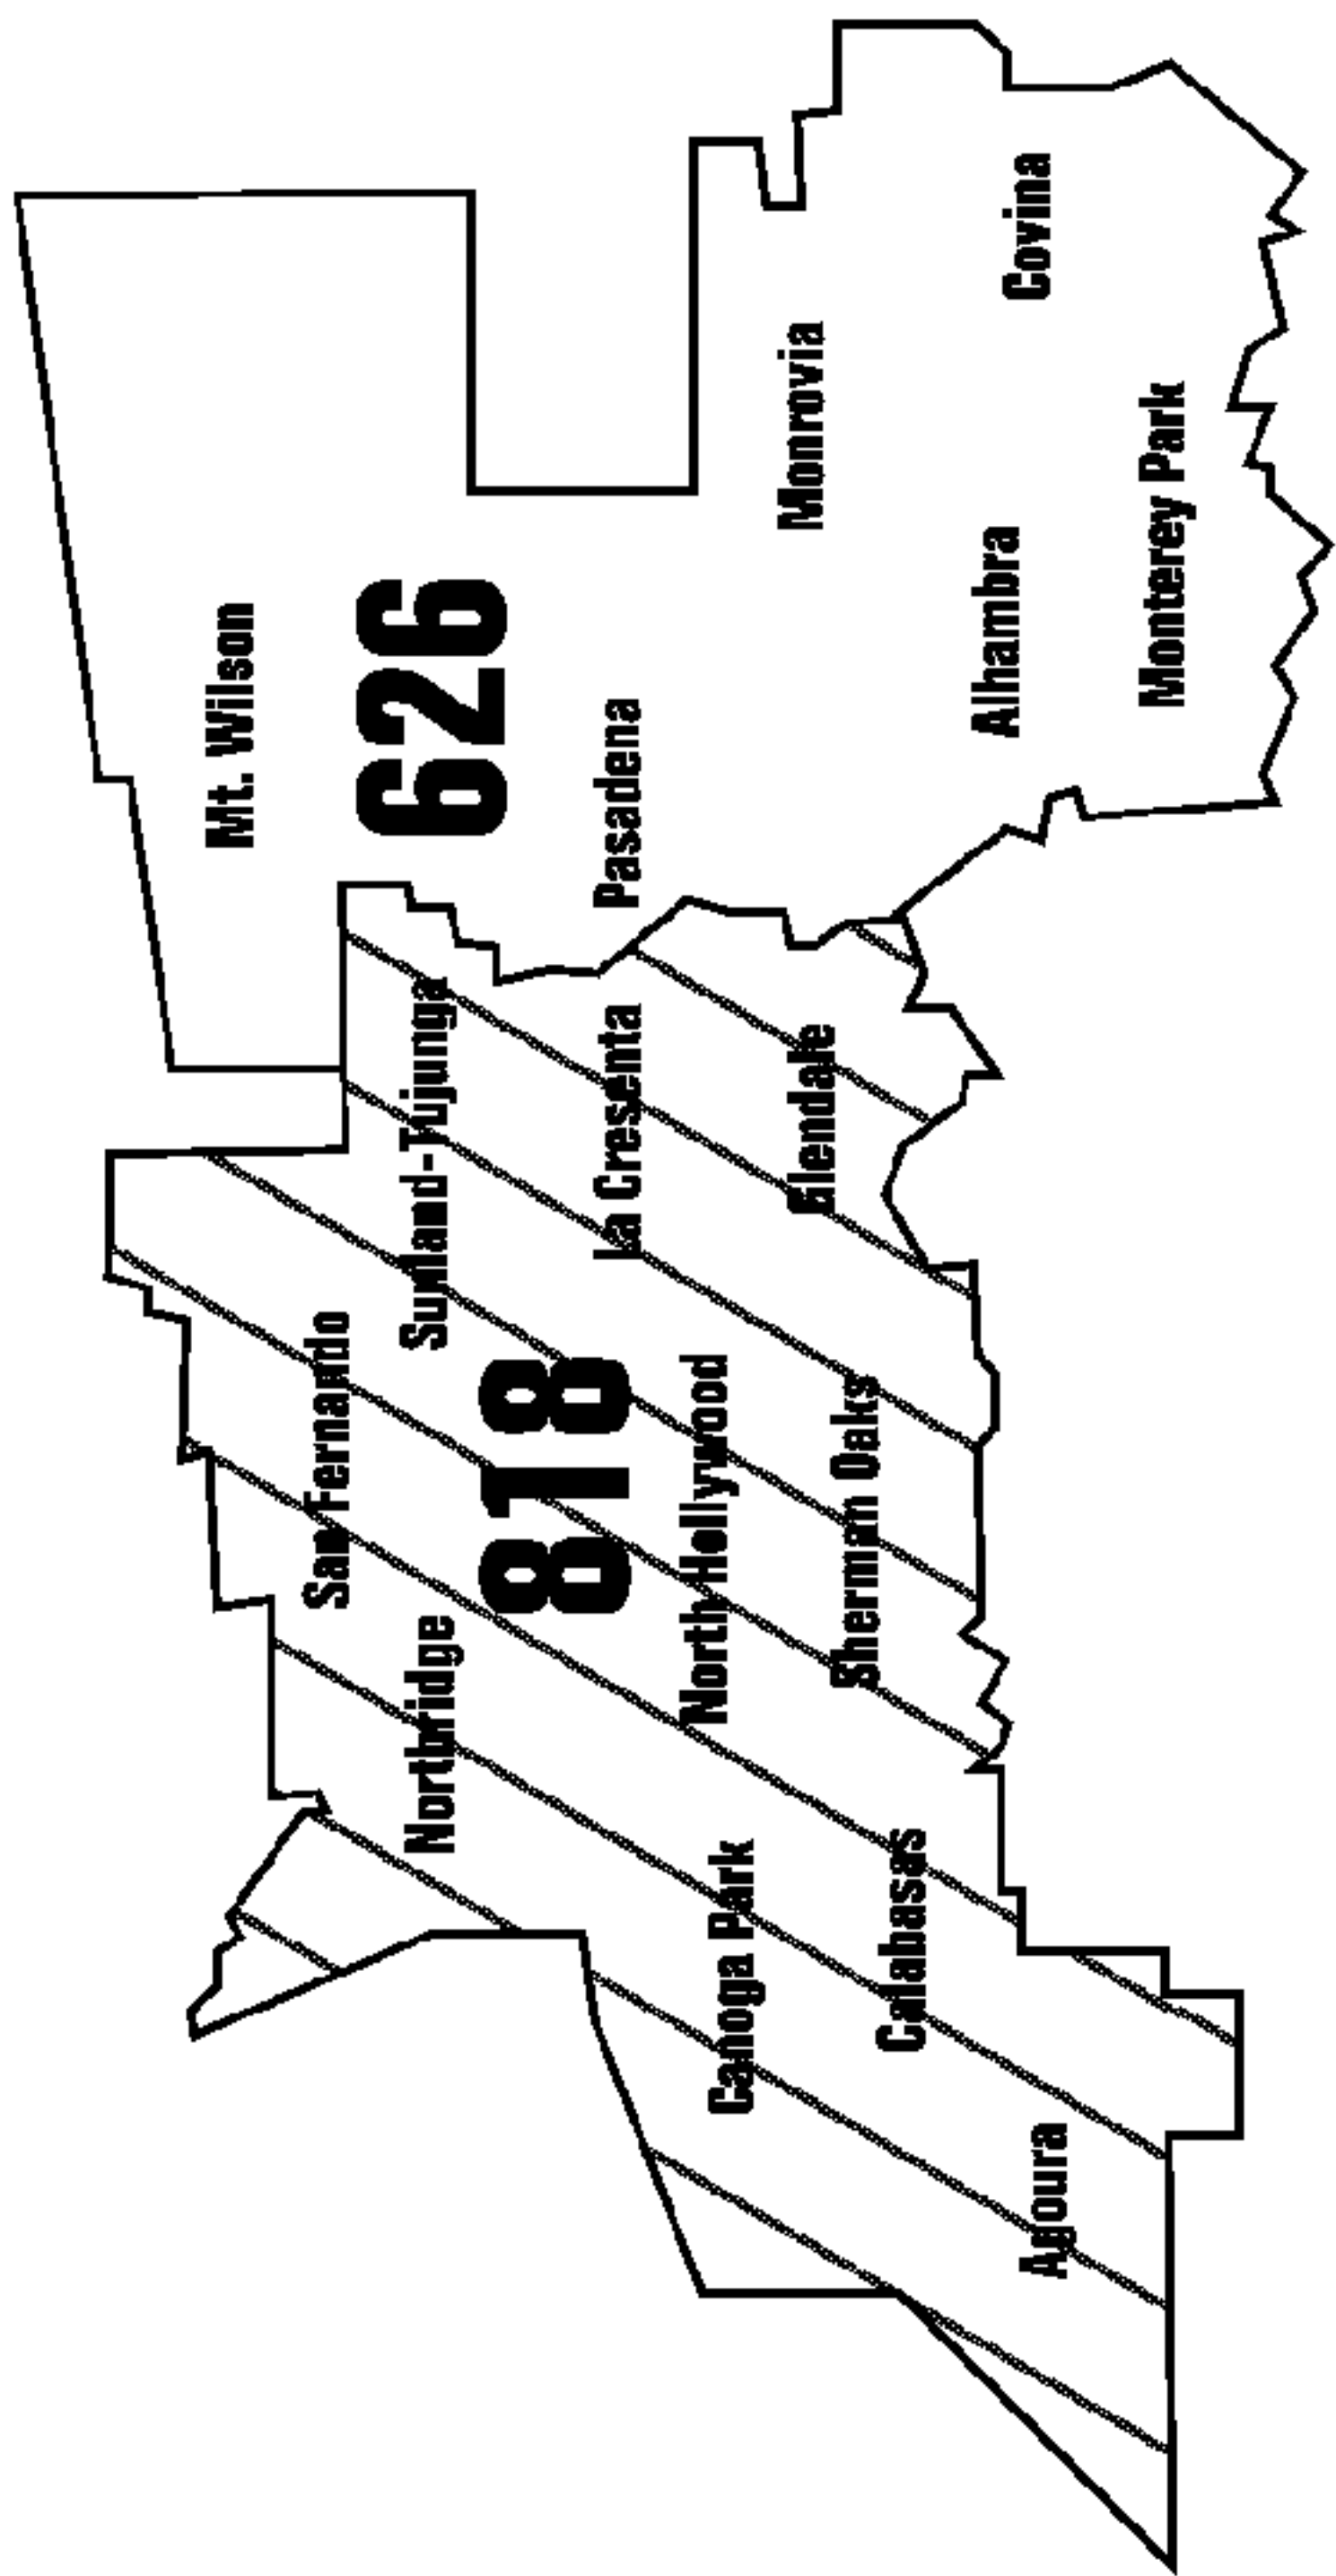 Mt. Wilson
San Fernando
Northridge
Sunland-Tujunga
626
818
La Cresenta
Pasadena
North Hollywood
Canoga Park
Monrovia
Glendale
Sherman Oaks
Calabasas
Alhambra
Covina
Agoura
Monterey Park